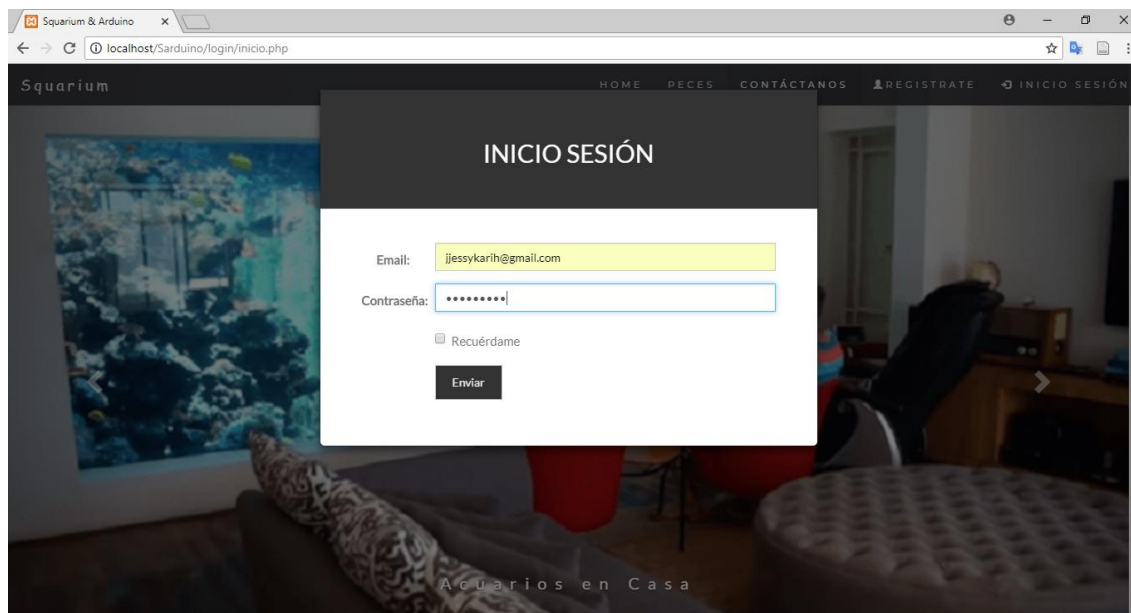 Squarium & Arduino
localhost/Sarduino/login/inicio.php
Squarium HOME PECES CONTÁCTANOS REGISTRATE INICIO SESIÓN
INICIO SESIÓN
Email: jjessykarih@gmail.com
Contraseña: •••••••••
Recuérdame
Enviar
Acuarios en Casa